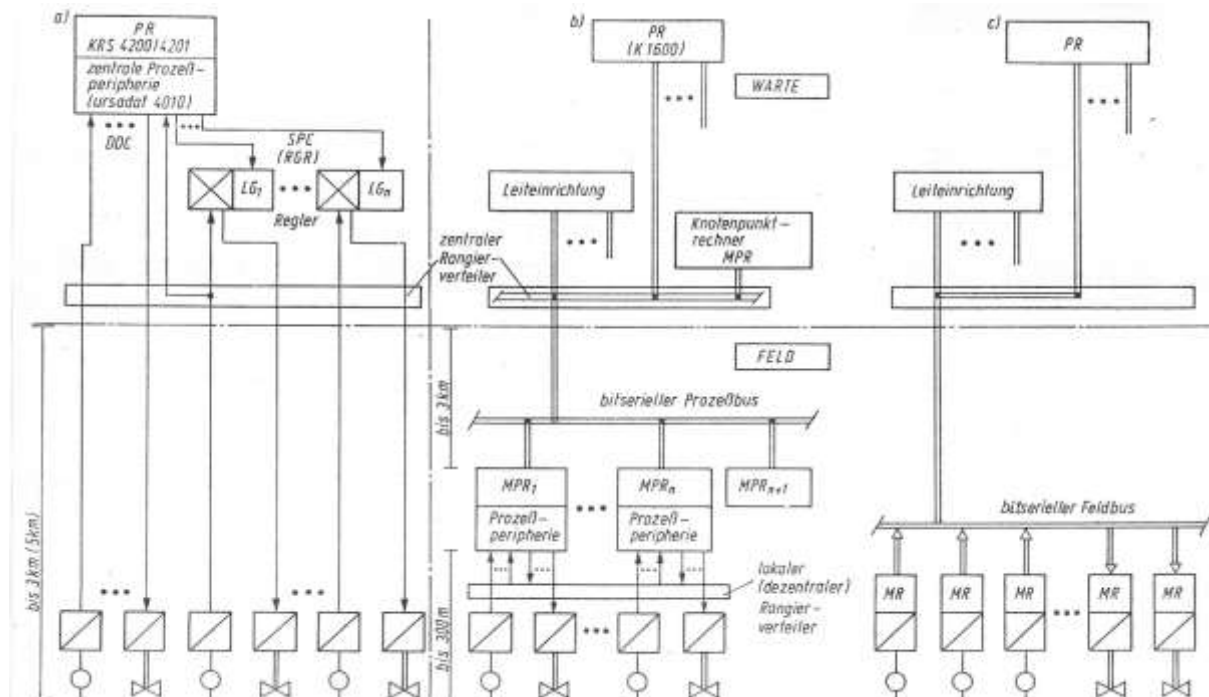 a)
PR
KRS 4200/4201
zentrale Prozeß-
peripherie
(ursadat 4010)
DDC
SPC
(RGR)
LG1
LGn
Regler
zentraler
Rangier-
verteiler
bis 3km (5km)
b)
PR
(K 1600)
WARTE
Leiteinrichtung
Knotenpunkt-
rechner
MPR
FELD
bis 3km
bitserieller Prozeßbus
MPR1
Prozeß-
peripherie
MPRn
Prozeß-
peripherie
MPRn+1
lokaler
(dezentraler)
Rangier-
verteiler
bis 300m
c)
PR
Leiteinrichtung
bitserieller Feldbus
MR
MR
MR
MR
MR